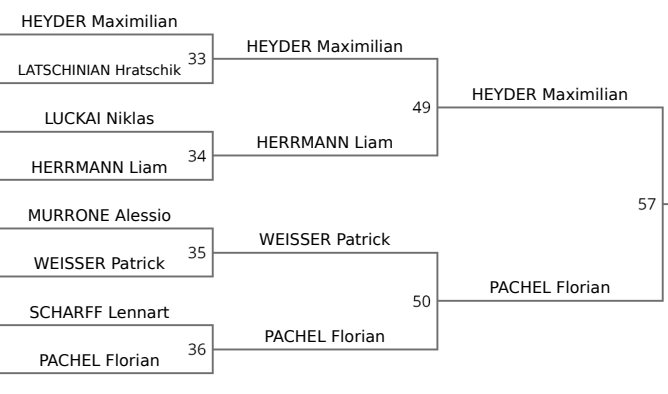 HEYDER Maximilian
33
LATSCHINIAN Hratschik
HEYDER Maximilian
49
LUCKAI Niklas
34
HERRMANN Liam
HERRMANN Liam
HEYDER Maximilian
57
MURRONE Alessio
35
WEISSER Patrick
WEISSER Patrick
50
SCHARFF Lennart
36
PACHEL Florian
PACHEL Florian
PACHEL Florian